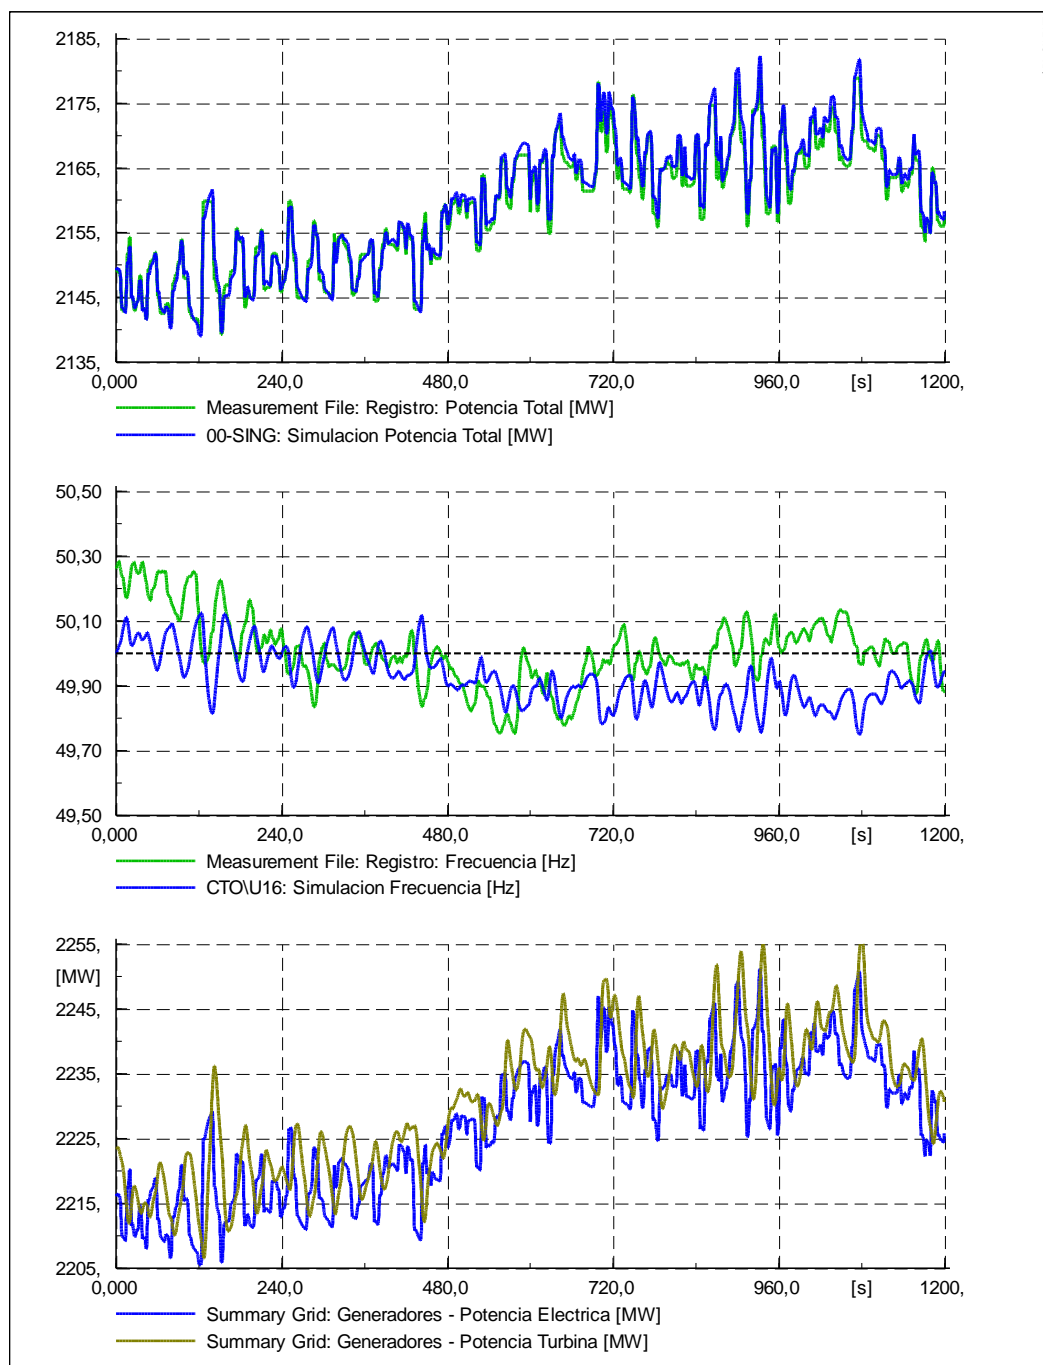 2185,
2175,
2165,
2155,
2145,
2135,
0,000 240,0 480,0 720,0 960,0 [s] 1200,
Measurement File: Registro: Potencia Total [MW]
00-SING: Simulacion Potencia Total [MW]
50,50
50,30
50,10
49,90
49,70
49,50
0,000 240,0 480,0 720,0 960,0 [s] 1200,
Measurement File: Registro: Frecuencia [Hz]
CTO\U16: Simulacion Frecuencia [Hz]
2255,
[MW]
2245,
2235,
2225,
2215,
2205,
0,000 240,0 480,0 720,0 960,0 [s] 1200,
Summary Grid: Generadores - Potencia Electrica [MW]
Summary Grid: Generadores - Potencia Turbina [MW]